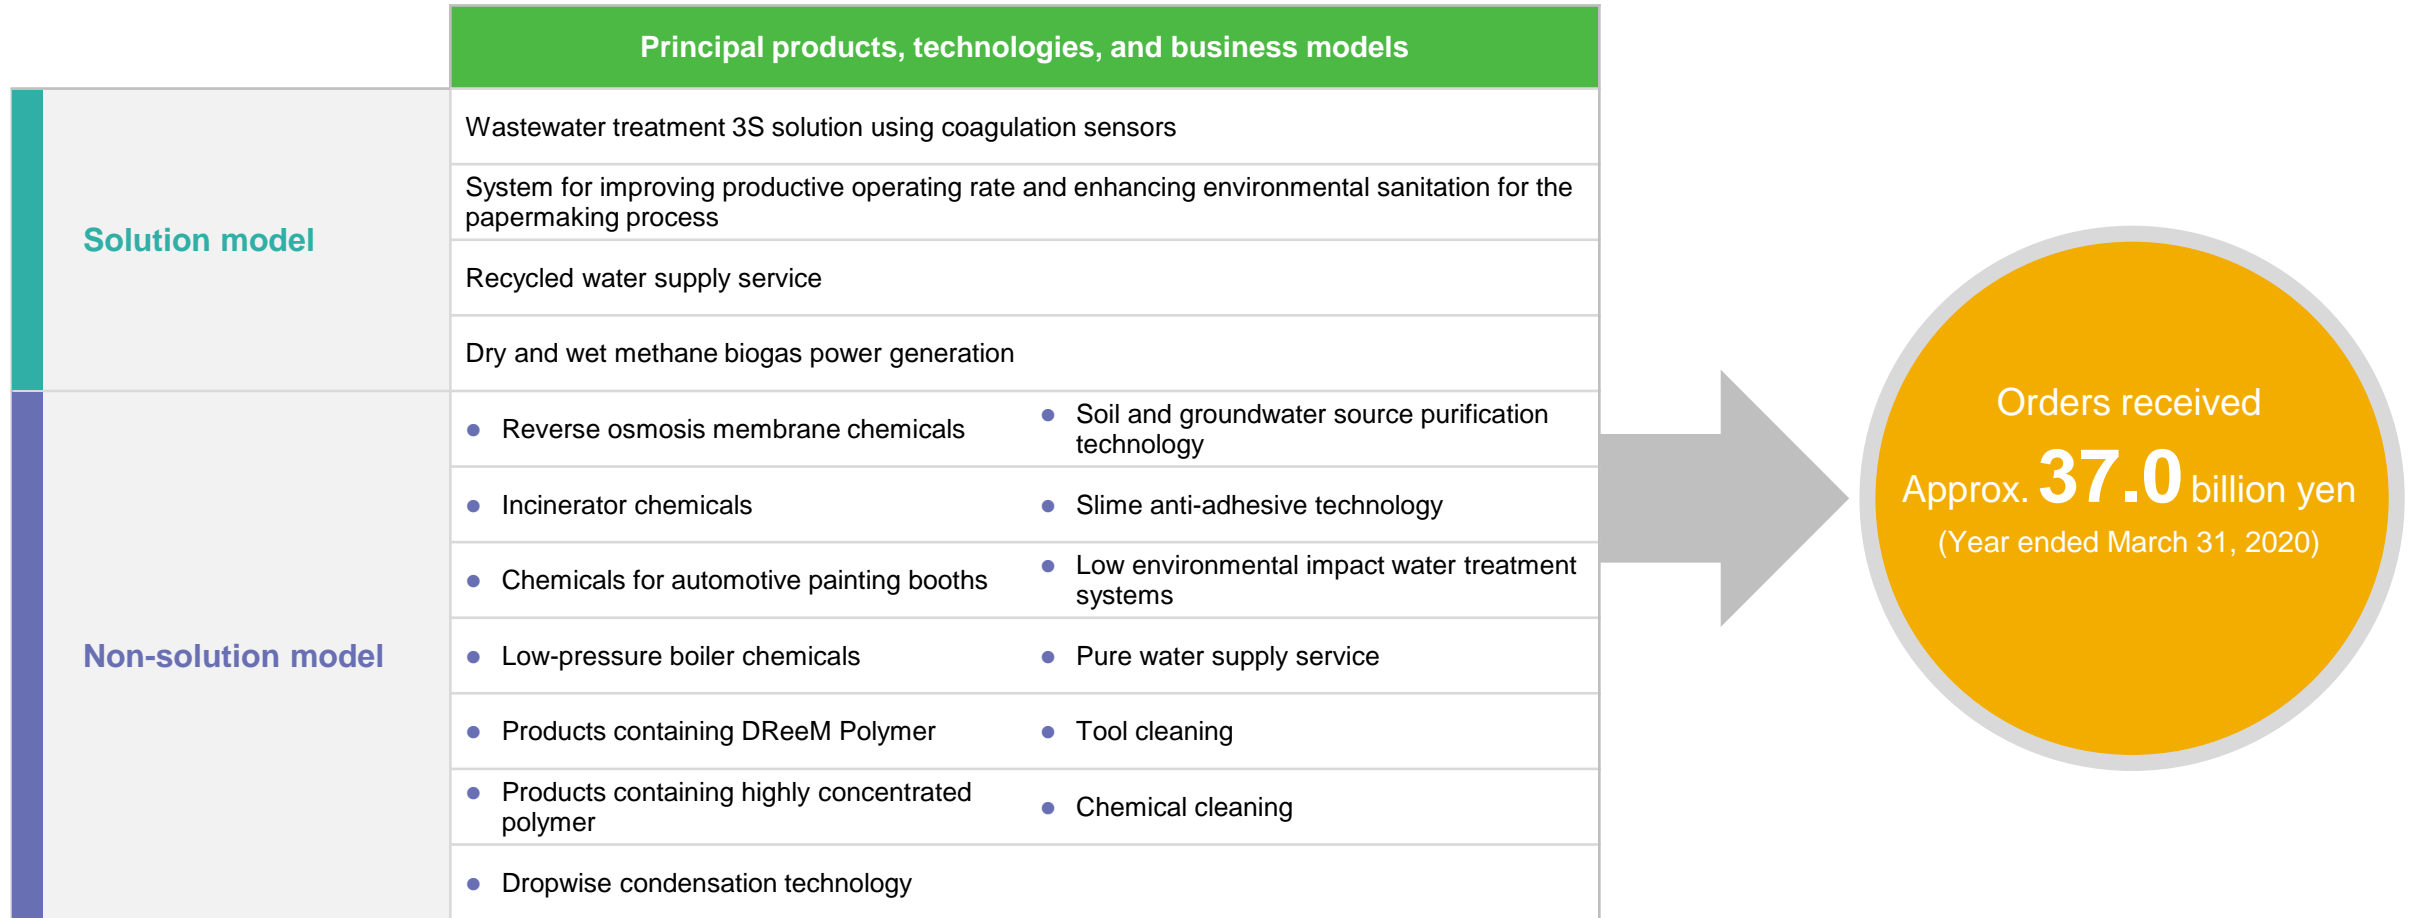 Principal products, technologies, and business models
Solution model
Wastewater treatment 3S solution using coagulation sensors
System for improving productive operating rate and enhancing environmental sanitation for the
papermaking process
Recycled water supply service
Dry and wet methane biogas power generation
Non-solution model
● Reverse osmosis membrane chemicals
● Soil and groundwater source purification
technology
● Incinerator chemicals
● Slime anti-adhesive technology
● Chemicals for automotive painting booths
● Low environmental impact water treatment
systems
● Low-pressure boiler chemicals
● Pure water supply service
● Products containing DReeM Polymer
● Tool cleaning
● Products containing highly concentrated
polymer
● Chemical cleaning
● Dropwise condensation technology
Orders received
Approx. 37.0 billion yen
(Year ended March 31, 2020)